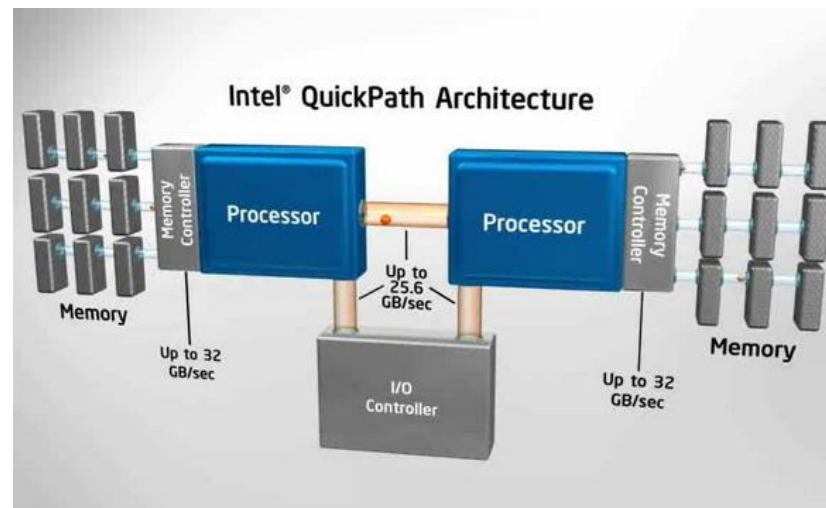 Intel® QuickPath Architecture
Memory
Controller
Processor
Processor
Memory
Controller
Up to
25.6
GB/sec
Memory
Up to 32
GB/sec
I/O
Controller
Memory
Up to 32
GB/sec